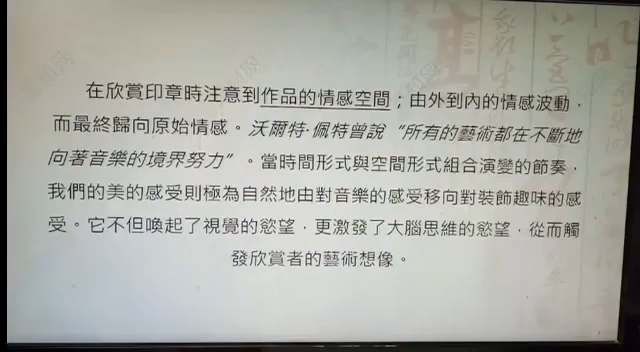 在欣賞印章時注意到作品的情感空間；由外到內的情感波動，
而最終歸向原始情感。沃爾特·佩特曾說“所有的藝術都在不斷地
向著音樂的境界努力”。當時間形式與空間形式組合演變的節奏，
我們的美的感受則極為自然地由對音樂的感受移向對裝飾趣味的感
受。它不但喚起了視覺的慾望，更激發了大腦思維的慾望，從而觸
發欣賞者的藝術想像。